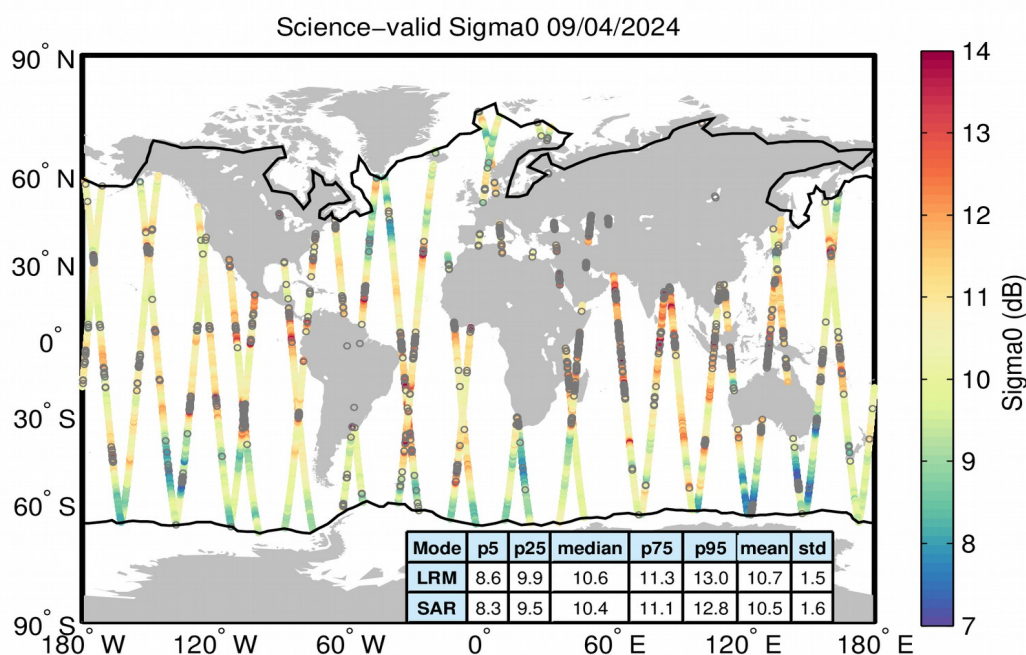 Science−valid Sigma0 09/04/2024
90° N
60° N
30° N
0°
30° S
60° S
90° S
180° W
120° W
60° W
0°
60° E
120° E
180° E
Mode p5 p25 median p75 p95 mean std
LRM 8.6 9.9 10.6 11.3 13.0 10.7 1.5
SAR 8.3 9.5 10.4 11.1 12.8 10.5 1.6
14
13
12
11
10
9
8
7
Sigma0 (dB)